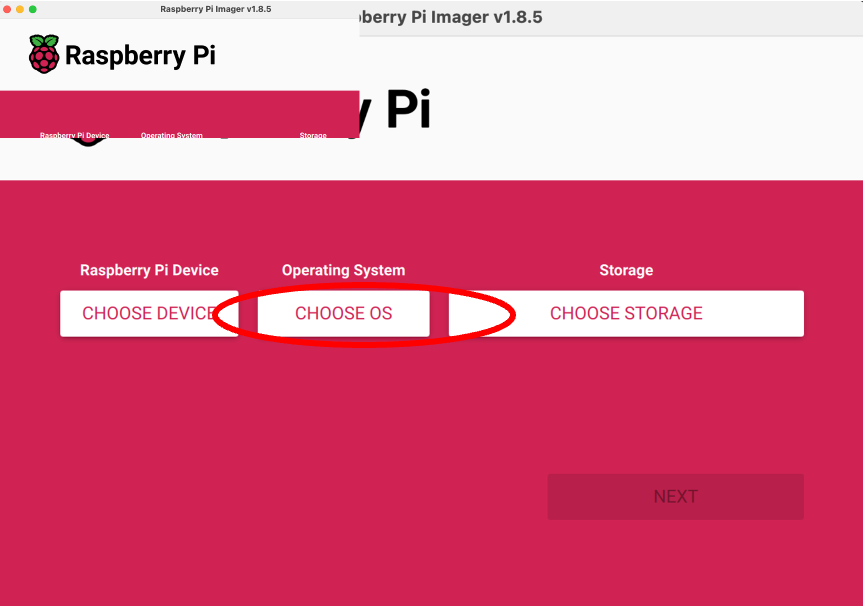 Raspberry Pi Imager v1.8.5
berry Pi Imager v1.8.5
Raspberry Pi
Pi
Raspberry Pi Device Operating System Storage
Raspberry Pi Device Operating System Storage
CHOOSE DEVICE CHOOSE OS CHOOSE STORAGE
NEXT